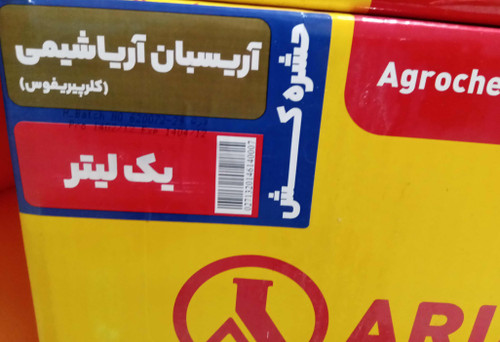 آریسبان آریاشیمی
(کلرپیریفوس)
حشره کش
یک لیتر
Agroche
ARI